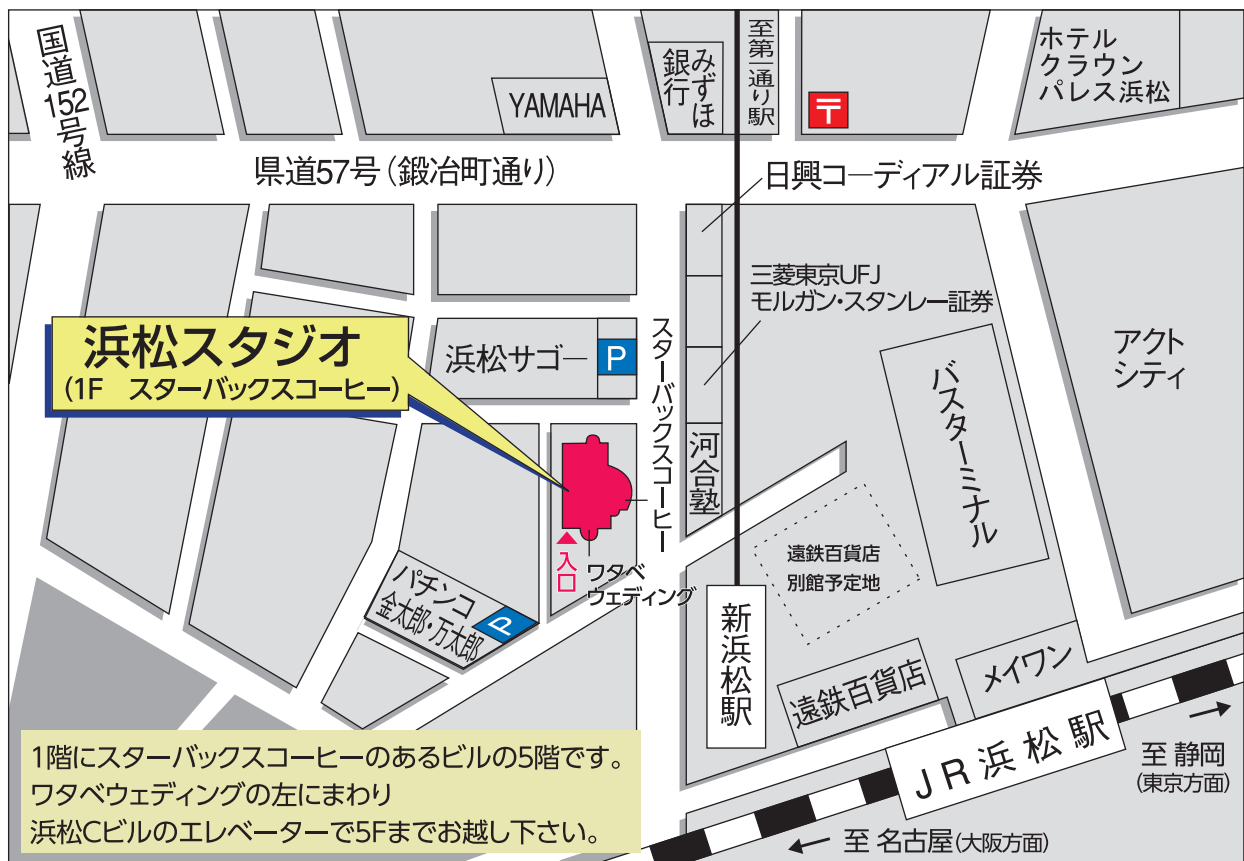 国道152号線
YAMAHA
みずほ
銀行
至第一通り駅
〒
ホテル
クラウン
パレス浜松
県道57号(鍛冶町通り)
日興コーディアル証券
三菱東京UFJ
モルガン・スタンレー証券
浜松スタジオ
(1F　スターバックスコーヒー)
浜松サゴー
P
スターバックスコーヒー
河合塾
バスターミナル
アクト
シティ
遠鉄百貨店
別館予定地
入口
ワタベ
ウェディング
パチンコ
金太郎・万太郎
P
新浜松駅
遠鉄百貨店
メイワン
JR浜松駅
至 静岡
(東京方面)
至 名古屋(大阪方面)
1階にスターバックスコーヒーのあるビルの5階です。
ワタベウェディングの左にまわり
浜松Cビルのエレベーターで5Fまでお越し下さい。